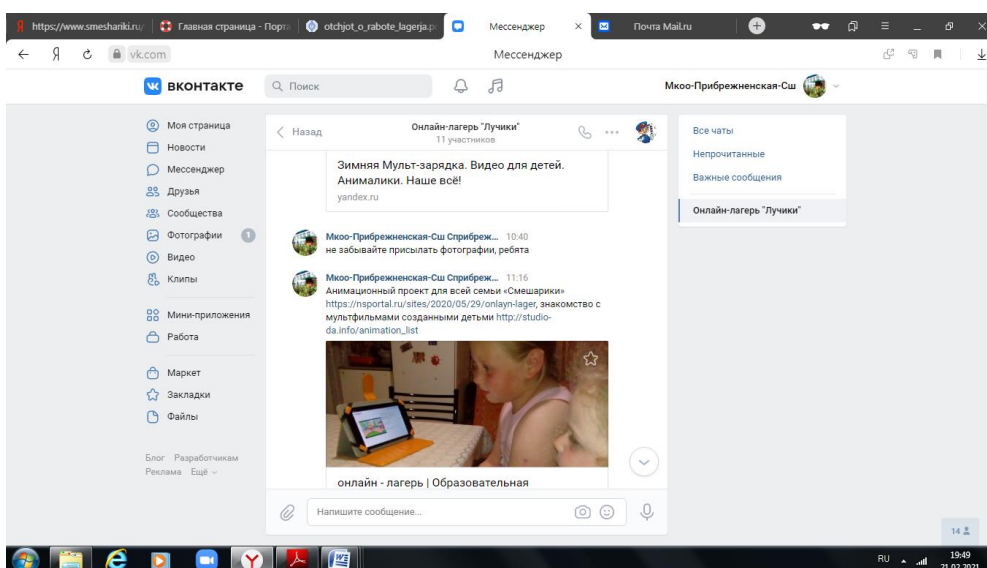 https://www.smeshariki.ru/
Главная страница - Порта
otchjot_o_rabote_lagerja.p
Мессенджер
Почта Mail.ru
vk.com
Мессенджер
вконтакте
Поиск
Мкоо-Прибрежненская-Сш
Моя страница
Новости
Мессенджер
Друзья
Сообщества
Фотографии 1
Видео
Клипы
Мини-приложения
Работа
Маркет
Закладки
Файлы
Блог Разработчикам
Реклама Ещё
Назад
Онлайн-лагерь "Лучики"
11 участников
Зимняя Мульт-зарядка. Видео для детей.
Анималики. Наше всё!
yandex.ru
Мкоо-Прибрежненская-Сш Сприбреж... 10:40
не забывайте присылать фотографии, ребята
Мкоо-Прибрежненская-Сш Сприбреж... 11:16
Анимационный проект для всей семьи «Смешарики»
https://nsportal.ru/sites/2020/05/29/onlayn-lager, знакомство с
мультфильмами созданными детьми http://studio-
da.info/animation_list
онлайн - лагерь | Образовательная
Напишите сообщение...
Все чаты
Непрочитанные
Важные сообщения
Онлайн-лагерь "Лучики"
14
RU
19:49
21.02.2021